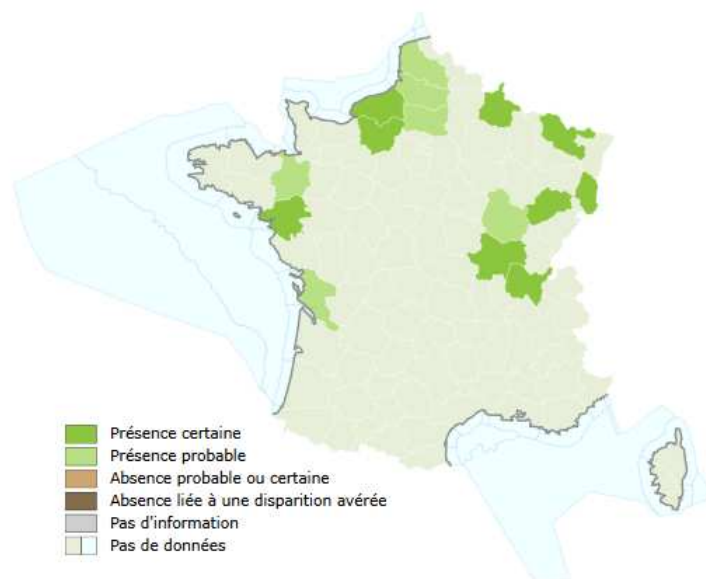 Présence certaine
Présence probable
Absence probable ou certaine
Absence liée à une disparition avérée
Pas d'information
Pas de données